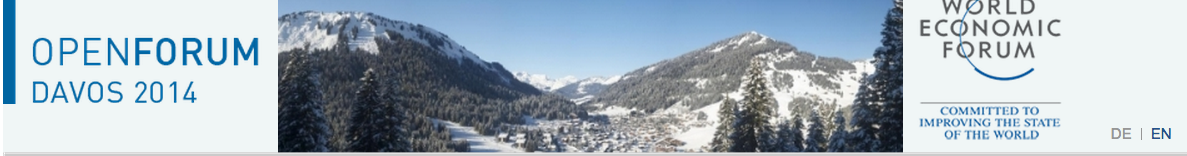 OPENFORUM
DAVOS 2014
WORLD
ECONOMIC
FORUM
COMMITTED TO
IMPROVING THE STATE
OF THE WORLD
DE | EN